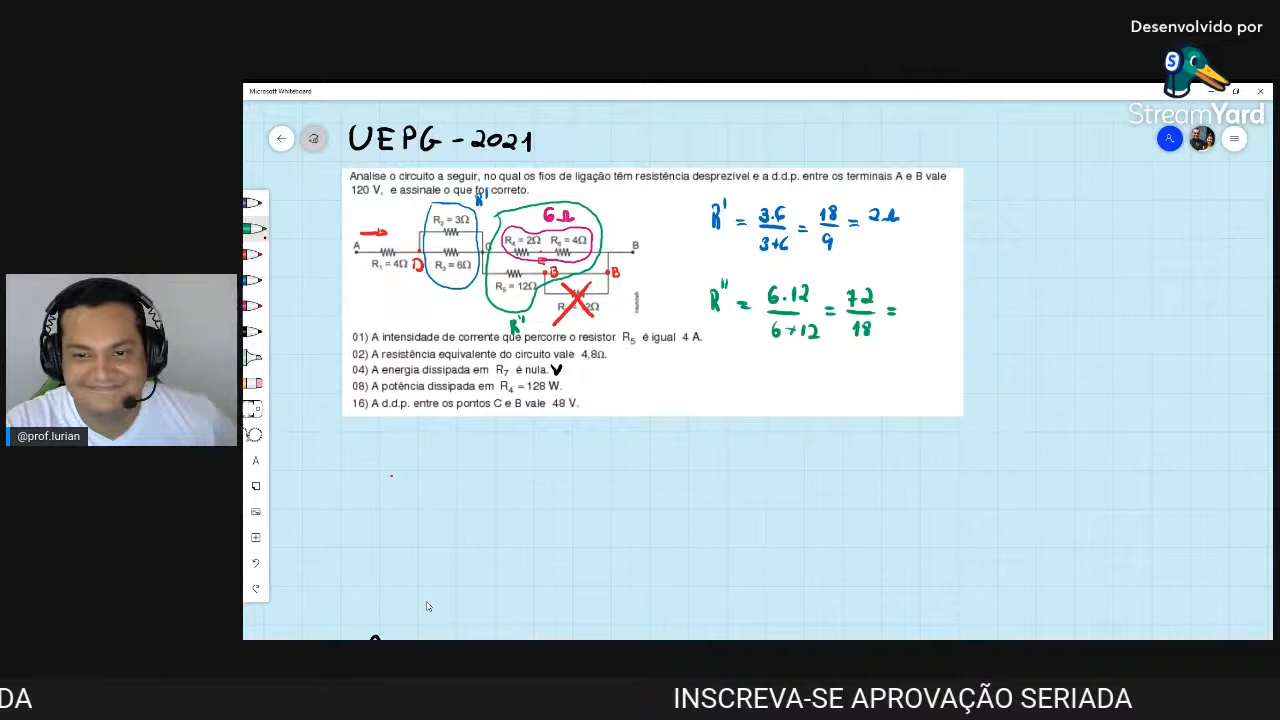 Desenvolvido por
StreamYard
Microsoft Whiteboard
UEPG - 2021
Analise o circuito a seguir, no qual os fios de ligação têm resistência desprezível e a d.d.p. entre os terminais A e B vale
120 V, e assinale o que for correto.
R'
6Ω
R₂ = 3Ω
R₄ = 2Ω
= 4Ω
A
C
B
R₁ = 4Ω
D
R₃ = 6Ω
B
B
= 12Ω
2Ω
R''
01) A intensidade de corrente que percorre o resistor R₅ é igual 4 A.
02) A resistência equivalente do circuito vale 4,8Ω.
04) A energia dissipada em R₇ é nula. V
08) A potência dissipada em R₄ = 128 W.
16) A d.d.p. entre os pontos C e B vale 48 V.
R' = 3.6/3+6 = 18/9 = 2Ω
R'' = 6.12/6+12 = 72/18 =
@prof.lurian
DA
INSCREVA-SE APROVAÇÃO SERIADA